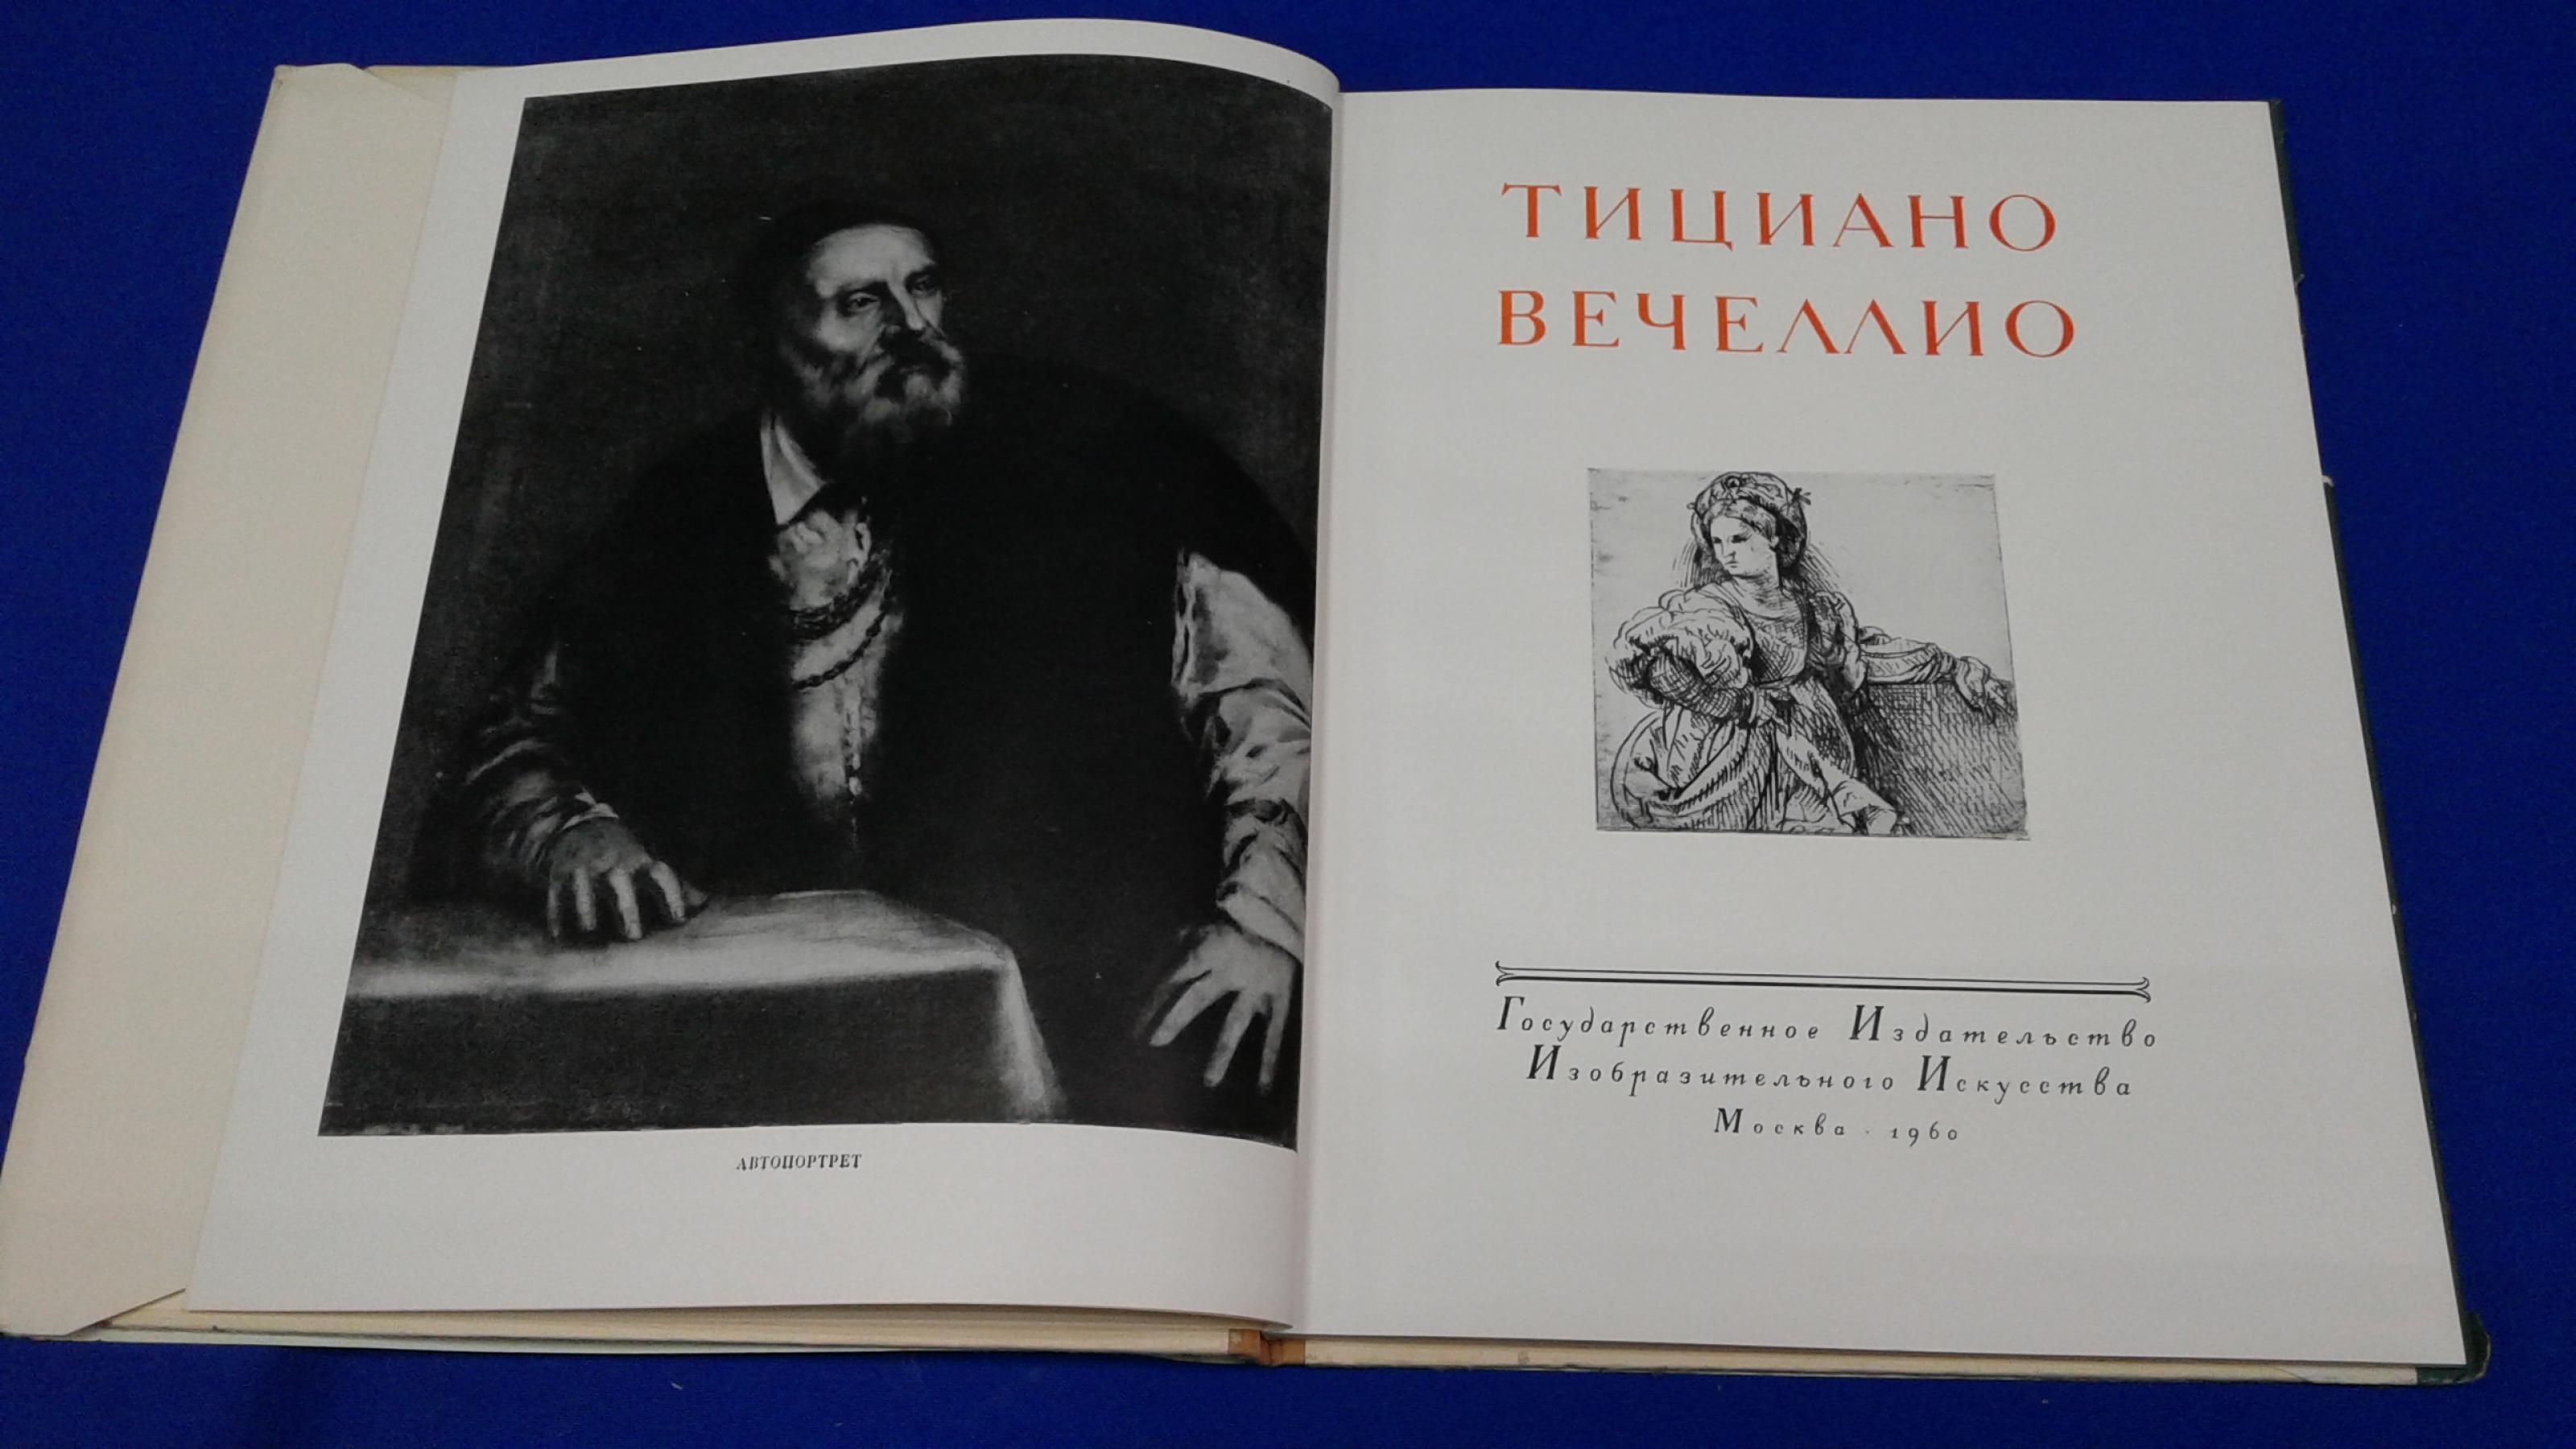 АВТОПОРТРЕТ
ТИЦИАНО
ВЕЧЕЛЛИО
Государственное Издательство
Изобразительного Искусства
Москва · 1960